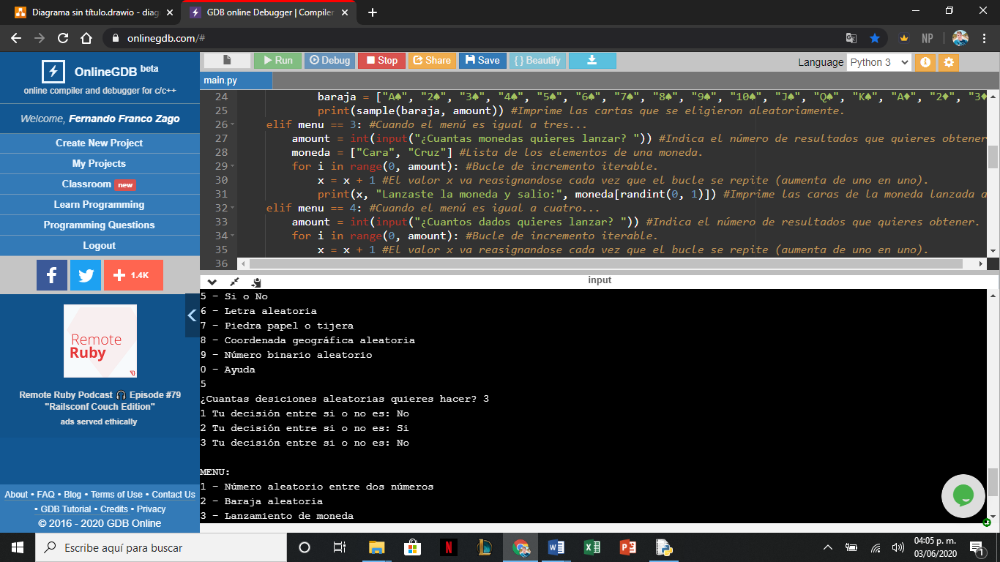 Diagrama sin título.drawio - diag
GDB online Debugger | Compiler
onlinegdb.com/#
NP
OnlineGDB beta
online compiler and debugger for c/c++
Welcome, Fernando Franco Zago
Create New Project
My Projects
Classroom new
Learn Programming
Programming Questions
Logout
1.4K
Remote
Ruby
Remote Ruby Podcast 🎧 Episode #79
"Railsconf Couch Edition"
ads served ethically
About • FAQ • Blog • Terms of Use • Contact Us
• GDB Tutorial • Credits • Privacy
© 2016 - 2020 GDB Online
Run
Debug
Stop
Share
Save
{ } Beautify
Language Python 3
main.py
24 baraja = ["A♠", "2♠", "3♠", "4♠", "5♠", "6♠", "7♠", "8♠", "9♠", "10♠", "J♠", "Q♠", "K♠", "A♦", "2♦", "3♦
25 print(sample(baraja, amount)) #Imprime las cartas que se eligieron aleatoriamente.
26 elif menu == 3: #Cuando el menú es igual a tres...
27 amount = int(input("¿Cuantas monedas quieres lanzar? ")) #Indica el número de resultados que quieres obtener
28 moneda = ["Cara", "Cruz"] #Lista de los elementos de una moneda.
29 for i in range(0, amount): #Bucle de incremento iterable.
30 x = x + 1 #El valor x va reasignandose cada vez que el bucle se repite (aumenta de uno en uno).
31 print(x, "Lanzaste la moneda y salio:", moneda[randint(0, 1)]) #Imprime las caras de la moneda lanzada a
32 elif menu == 4: #Cuando el menú es igual a cuatro...
33 amount = int(input("¿Cuantos dados quieres lanzar? ")) #Indica el número de resultados que quieres obtener.
34 for i in range(0, amount): #Bucle de incremento iterable.
35 x = x + 1 #El valor x va reasignandose cada vez que el bucle se repite (aumenta de uno en uno).
36
input
5 - Si o No
6 - Letra aleatoria
7 - Piedra papel o tijera
8 - Coordenada geográfica aleatoria
9 - Número binario aleatorio
0 - Ayuda
5
¿Cuantas desiciones aleatorias quieres hacer? 3
1 Tu decisión entre si o no es: No
2 Tu decisión entre si o no es: Si
3 Tu decisión entre si o no es: No
MENU:
1 - Número aleatorio entre dos números
2 - Baraja aleatoria
3 - Lanzamiento de moneda
Escribe aquí para buscar
04:05 p. m.
03/06/2020
1